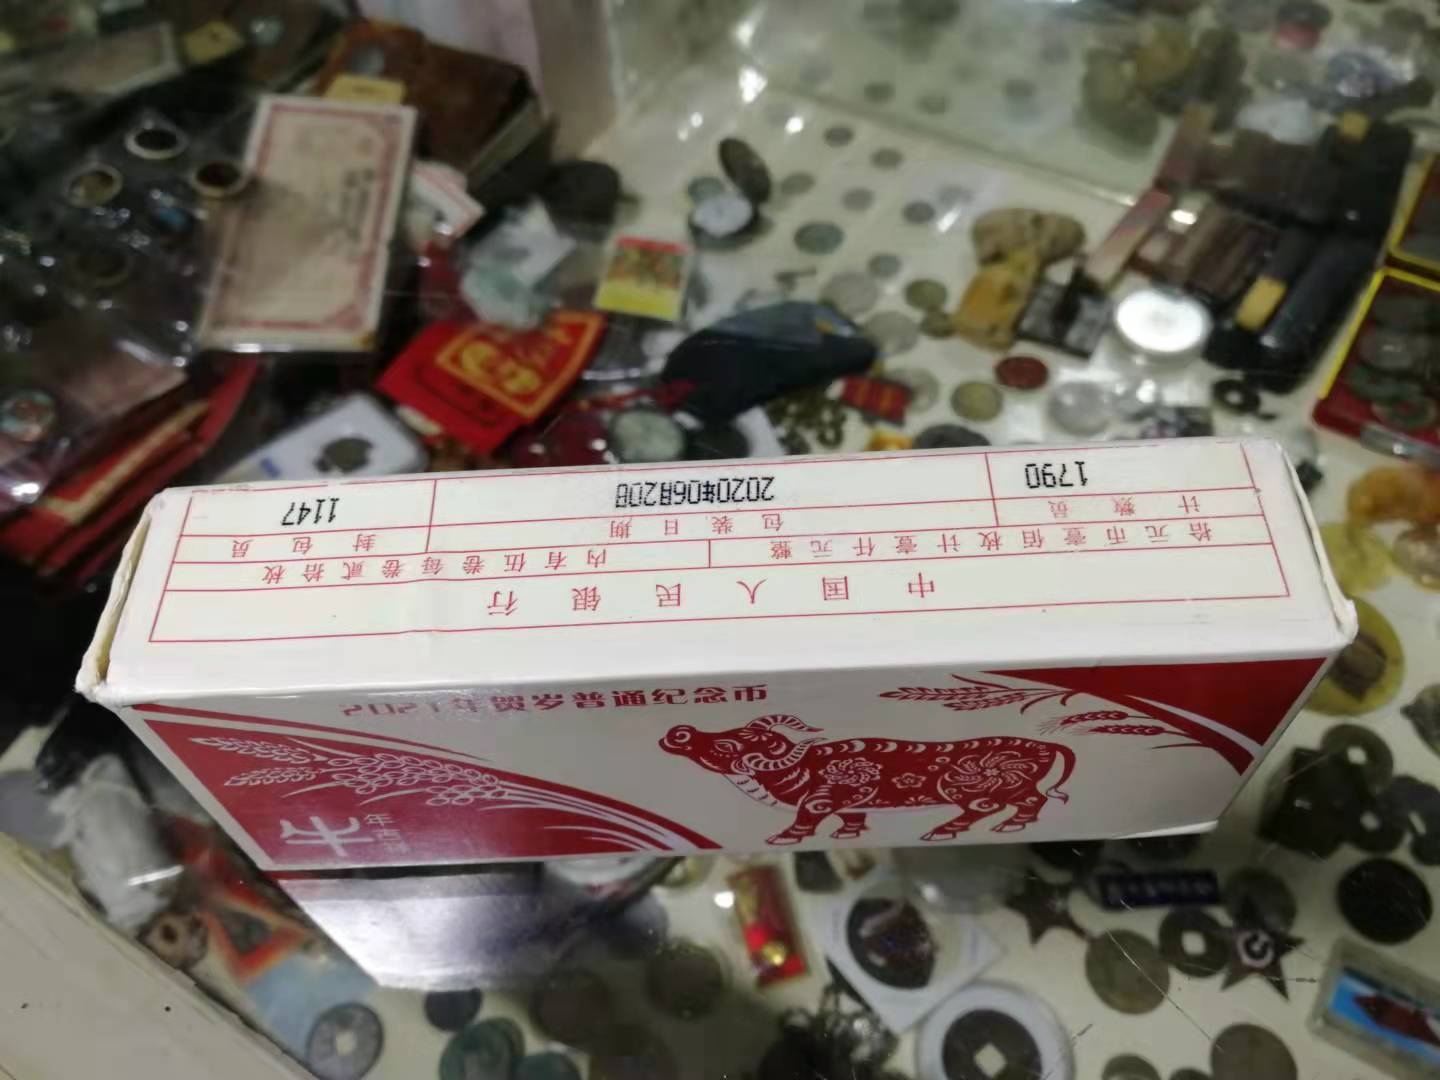 中国人民银行
拾元币壹佰枚计壹仟元整 内有伍卷每卷贰拾枚
计数员 包装日期 封包员
1790 2020年06月20日 1147
2021年贺岁普通纪念币
牛年吉